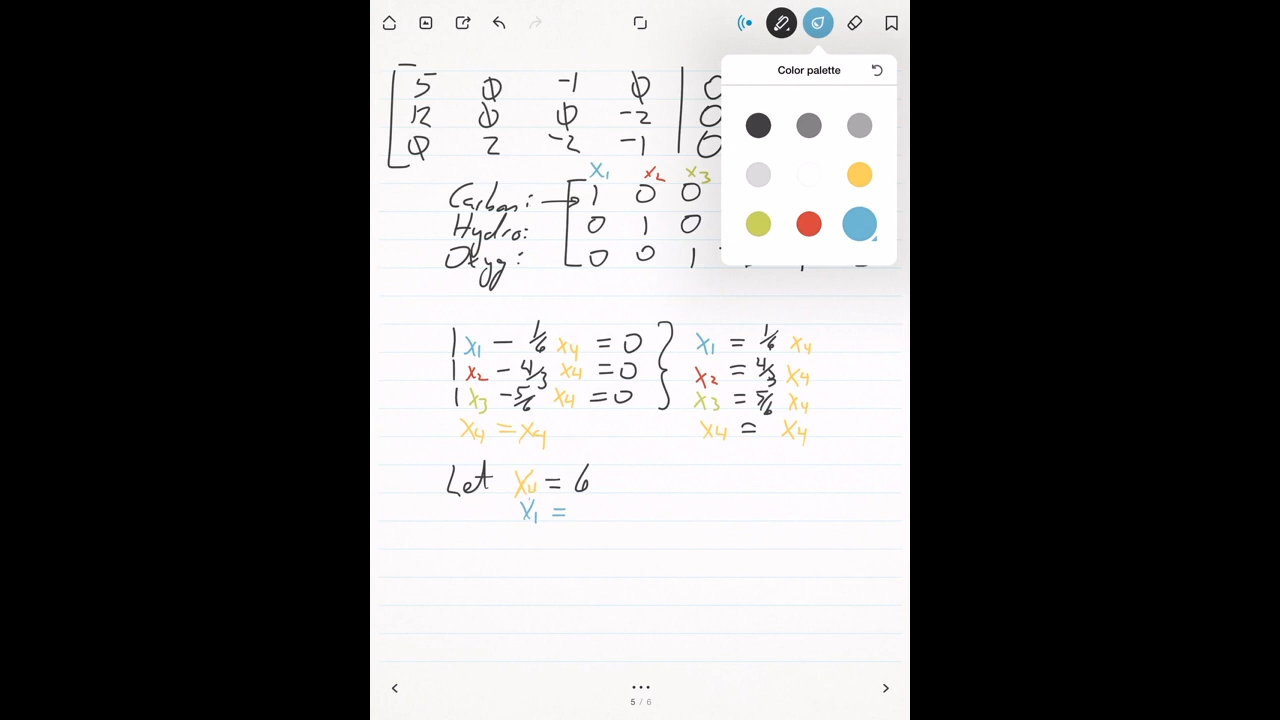 Color palette
5 0 -1 0 | 0
12 0 0 -2 | 0
0 2 -2 -1 | 0
x₁ x₂ x₃
Carbon: → 1 0 0
Hydro: 0 1 0
Oxyg: 0 0 1
1x₁ - 1/6 x₄ = 0 } x₁ = 1/6 x₄
1x₂ - 4/3 x₄ = 0 x₂ = 4/3 x₄
1x₃ - 5/6 x₄ = 0 x₃ = 5/6 x₄
x₄ = x₄ x₄ = x₄
Let x₄ = 6
x₁ =
5 / 6